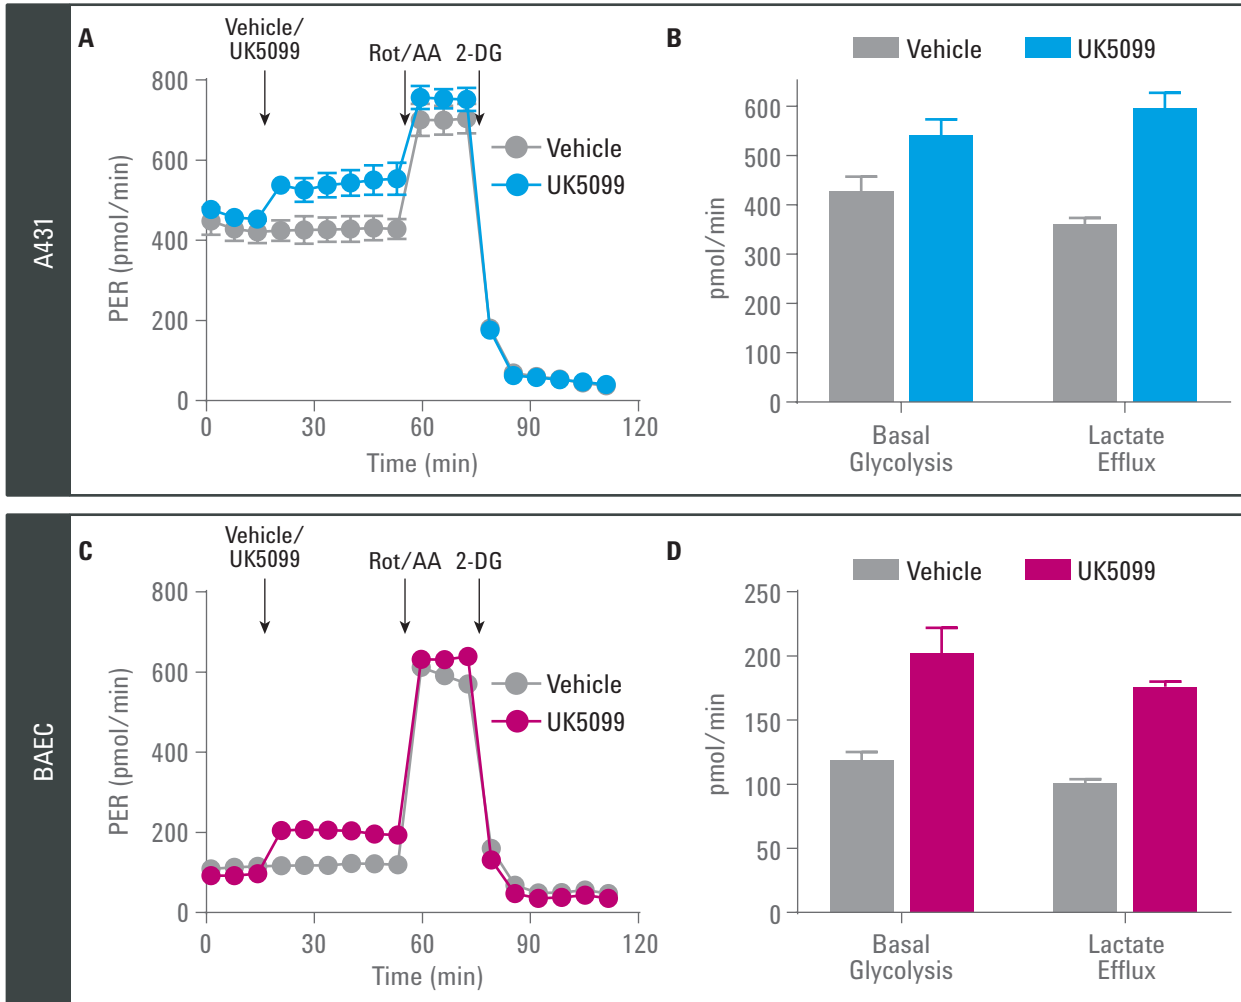 A431
A
Vehicle/
UK5099
Rot/AA
2-DG
PER (pmol/min)
800
600
400
200
0
Vehicle
UK5099
0
30
60
90
120
Time (min)
B
Vehicle
UK5099
pmol/min
600
500
400
300
200
100
0
Basal
Glycolysis
Lactate
Efflux
BAEC
C
Vehicle/
UK5099
Rot/AA
2-DG
PER (pmol/min)
800
600
400
200
0
Vehicle
UK5099
0
30
60
90
120
Time (min)
D
Vehicle
UK5099
pmol/min
250
200
150
100
50
0
Basal
Glycolysis
Lactate
Efflux